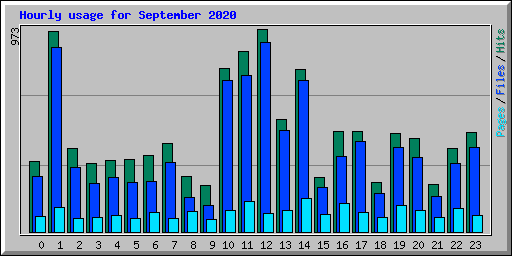 Hourly usage for September 2020
973
Pages/Files/Hits
0 1 2 3 4 5 6 7 8 9 10 11 12 13 14 15 16 17 18 19 20 21 22 23